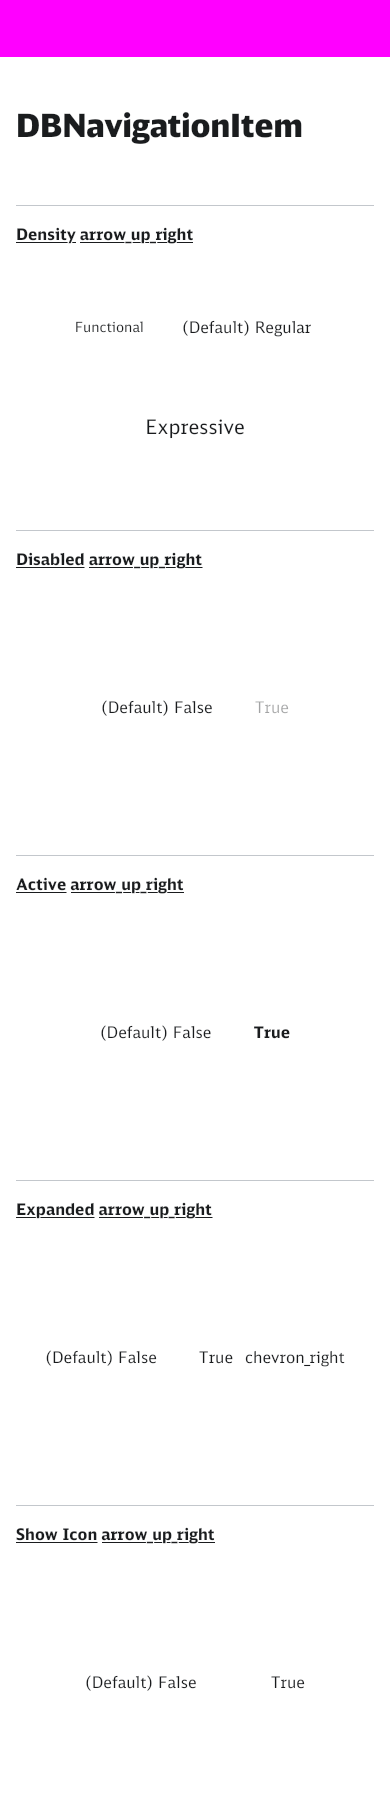 DBNavigationItem
Density arrow_up_right
Functional (Default) Regular
Expressive
Disabled arrow_up_right
(Default) False True
Active arrow_up_right
(Default) False True
Expanded arrow_up_right
(Default) False True chevron_right
Show Icon arrow_up_right
(Default) False True